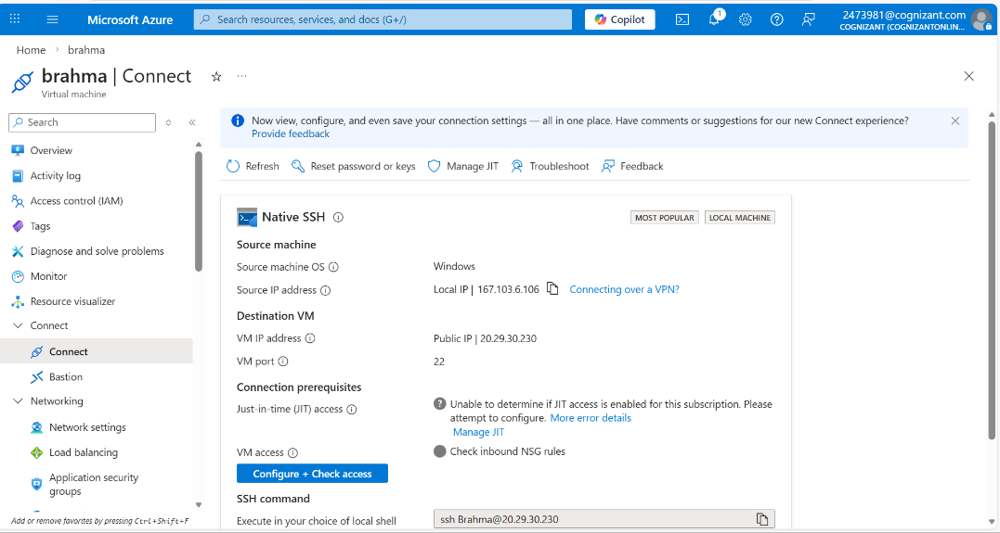 Microsoft Azure
Search resources, services, and docs (G+/)
Copilot
1
2473981@cognizant.com
COGNIZANT (COGNIZANTONLIN...
Home > brahma
brahma | Connect
Virtual machine
Search
Overview
Activity log
Access control (IAM)
Tags
Diagnose and solve problems
Monitor
Resource visualizer
Connect
Connect
Bastion
Networking
Network settings
Load balancing
Application security
groups
Add or remove favorites by pressing Ctrl+Shift+F
Now view, configure, and even save your connection settings — all in one place. Have comments or suggestions for our new Connect experience?
Provide feedback
Refresh
Reset password or keys
Manage JIT
Troubleshoot
Feedback
Native SSH
MOST POPULAR
LOCAL MACHINE
Source machine
Source machine OS
Windows
Source IP address
Local IP | 167.103.6.106
Connecting over a VPN?
Destination VM
VM IP address
Public IP | 20.29.30.230
VM port
22
Connection prerequisites
Just-in-time (JIT) access
Unable to determine if JIT access is enabled for this subscription. Please
attempt to configure. More error details
Manage JIT
VM access
Check inbound NSG rules
Configure + Check access
SSH command
Execute in your choice of local shell
ssh Brahma@20.29.30.230